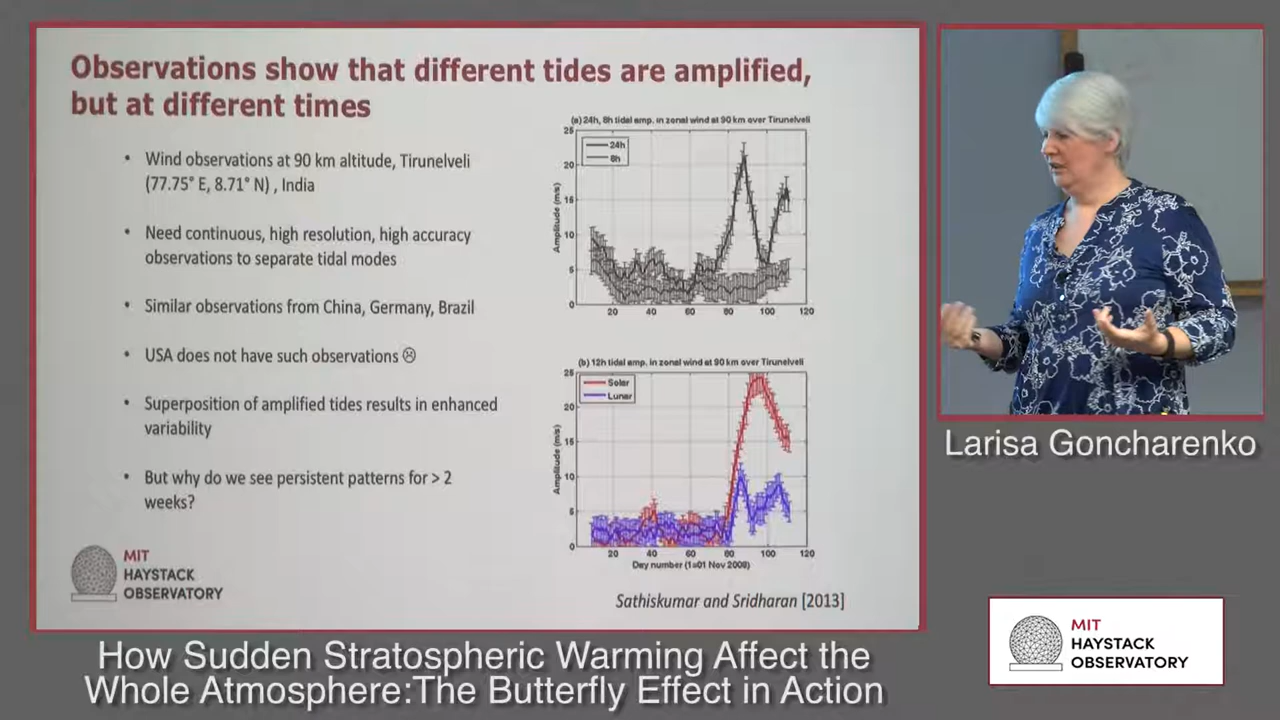 Observations show that different tides are amplified,
but at different times
• Wind observations at 90 km altitude, Tirunelveli
(77.75° E, 8.71° N) , India
• Need continuous, high resolution, high accuracy
observations to separate tidal modes
• Similar observations from China, Germany, Brazil
• USA does not have such observations ☹
• Superposition of amplified tides results in enhanced
variability
• But why do we see persistent patterns for > 2
weeks?
MIT
HAYSTACK
OBSERVATORY
(a) 24h, 8h tidal amp. in zonal wind at 90 km over Tirunelveli
24h
8h
Amplitude (m/s)
25
20
15
10
5
0
20 40 60 80 100 120
(b) 12h tidal amp. in zonal wind at 90 km over Tirunelveli
Solar
Lunar
Amplitude (m/s)
25
20
15
10
5
0
20 40 60 80 100 120
Day number (1=01 Nov 2008)
Sathiskumar and Sridharan [2013]
Larisa Goncharenko
How Sudden Stratospheric Warming Affect the
Whole Atmosphere:The Butterfly Effect in Action
MIT
HAYSTACK
OBSERVATORY